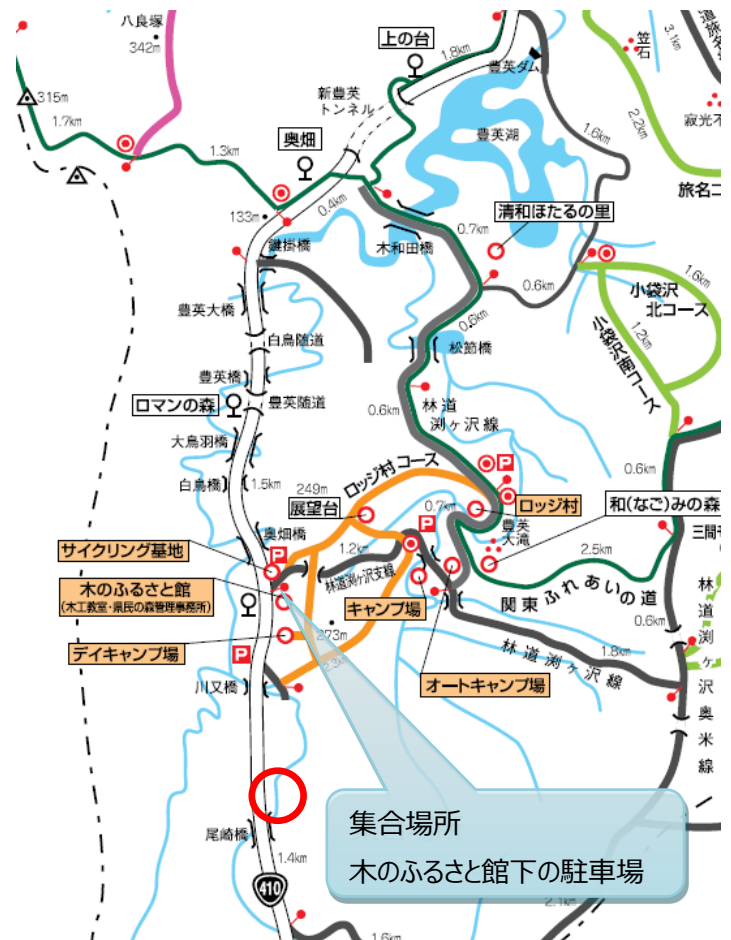 八良塚
342m
上の台
1.8km
豊英ダム
笠石
3.1km
315m
新豊英
トンネル
豊英湖
2.2km
1.7km
奥畑
1.6km
1.3km
旅名コ
133m
0.4km
清和ほたるの里
0.7km
鍵掛橋
木和田橋
1.6km
0.6km
小袋沢
北コース
豊英大橋
0.6km
1.2km
小袋沢南コース
白鳥随道
松節橋
豊英橋
ロマンの森
豊英随道
0.6km
林道
渕ヶ沢線
大鳥羽橋
ロッジ村コース
0.6km
白鳥橋
1.5km
249m
展望台
P
0.7km
ロッジ村
和(なご)みの森
奥畑橋
P
豊英
大滝
サイクリング基地
P
1.2km
2.5km
木のふるさと館
(木工教室・県民の森管理事務所)
林道渕ヶ沢支線
キャンプ場
関東ふれあいの道
273m
0.6km
デイキャンプ場
P
林道渕ヶ沢線
1.8km
川又橋
オートキャンプ場
林道渕ヶ沢奥米線
集合場所
尾崎橋
木のふるさと館下の駐車場
1.4km
410
2.1km
1.6km